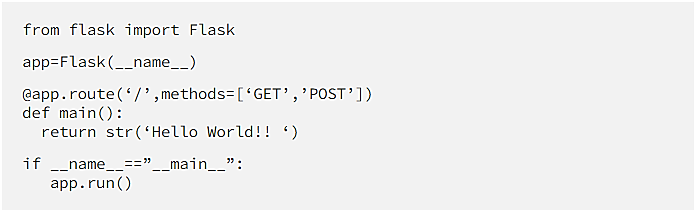 from flask import Flask
app=Flask(__name__)
@app.route(‘/’,methods=[‘GET’,’POST’])
def main():
  return str(‘Hello World!! ‘)
if __name__==”__main__”:
   app.run()